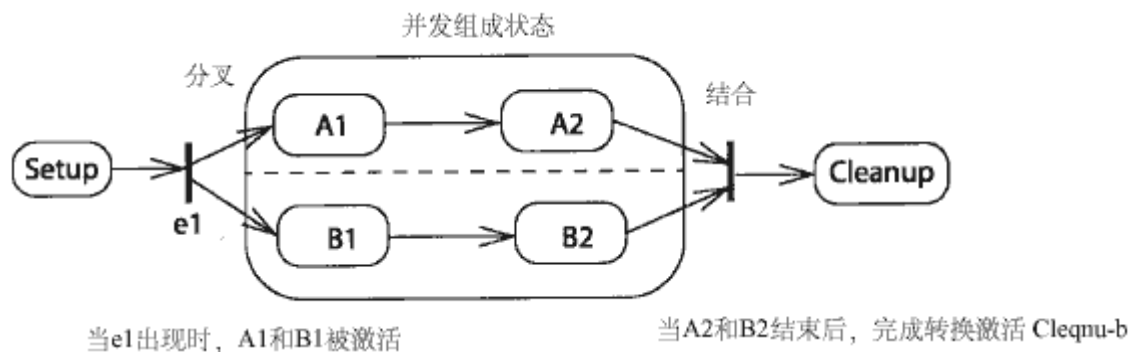 并发组成状态
分叉
结合
A1
A2
Setup
Cleanup
e1
B1
B2
当e1出现时，A1和B1被激活
当A2和B2结束后，完成转换激活 Cleqnu-b